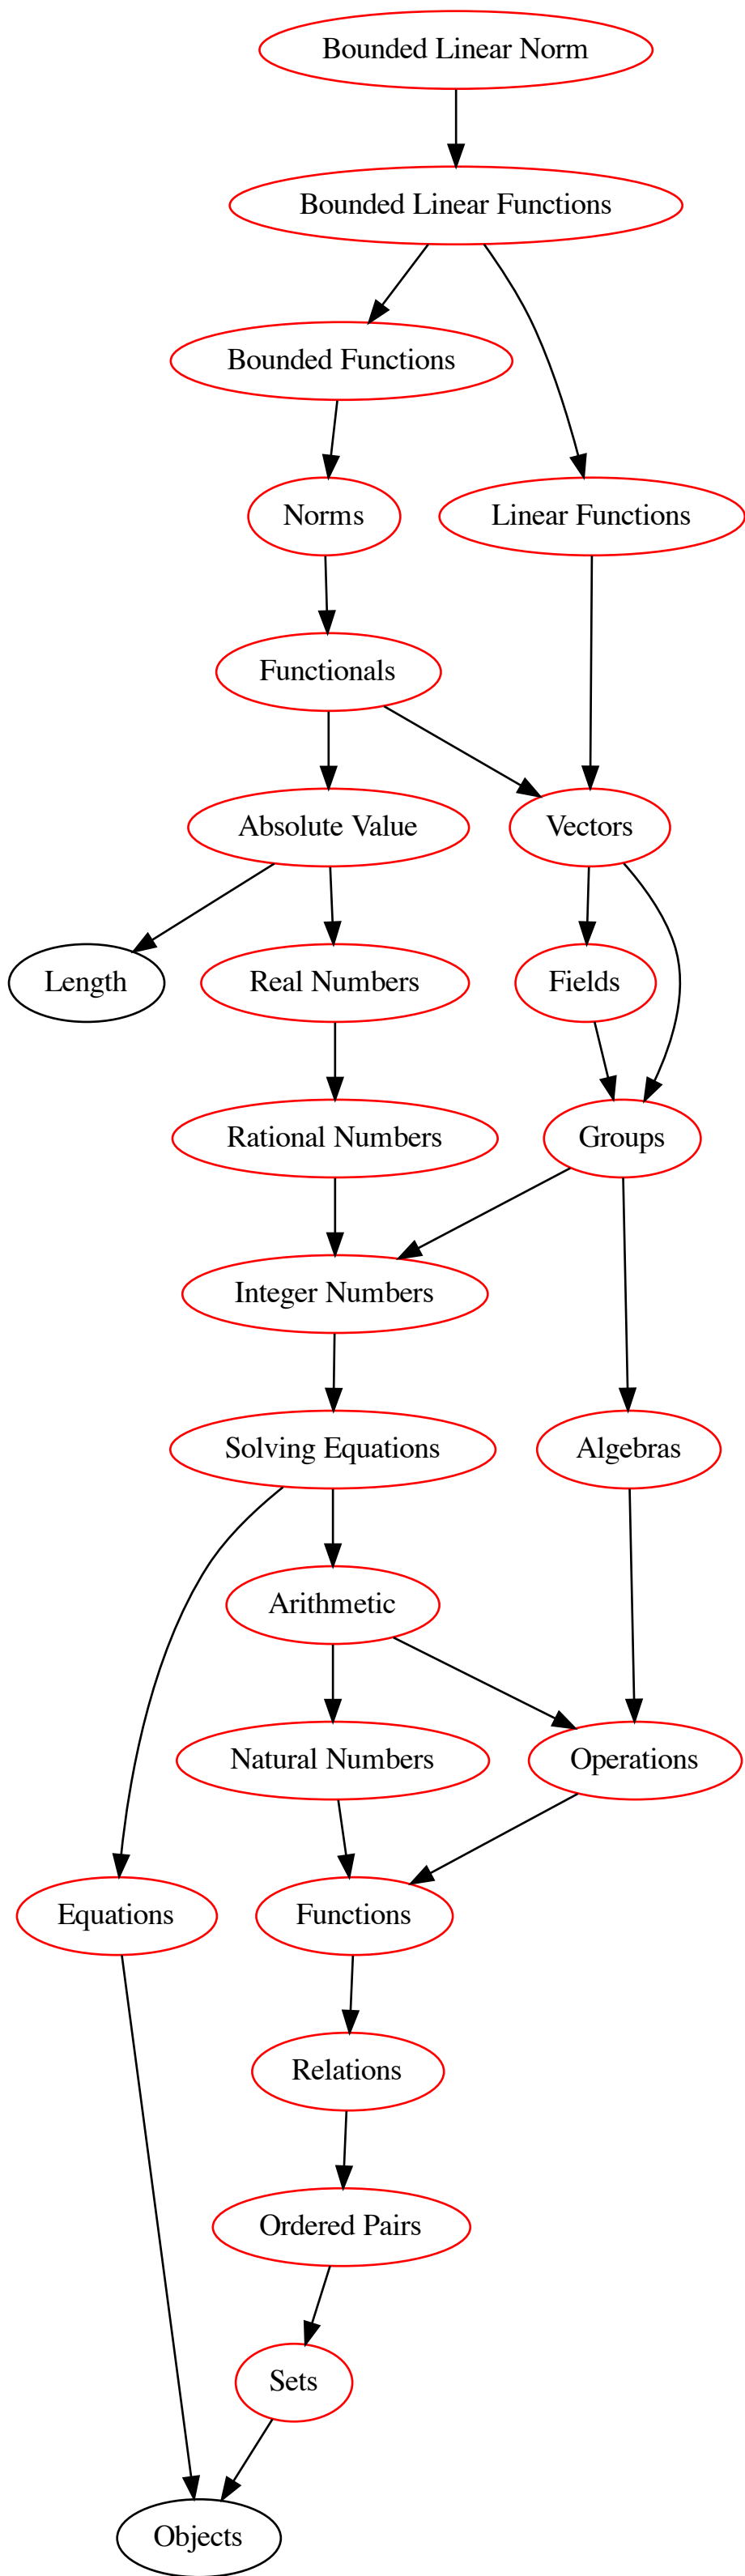 Bounded Linear Norm
Bounded Linear Functions
Bounded Functions
Norms
Linear Functions
Functionals
Absolute Value
Vectors
Length
Real Numbers
Fields
Rational Numbers
Groups
Integer Numbers
Solving Equations
Algebras
Arithmetic
Natural Numbers
Operations
Equations
Functions
Relations
Ordered Pairs
Sets
Objects